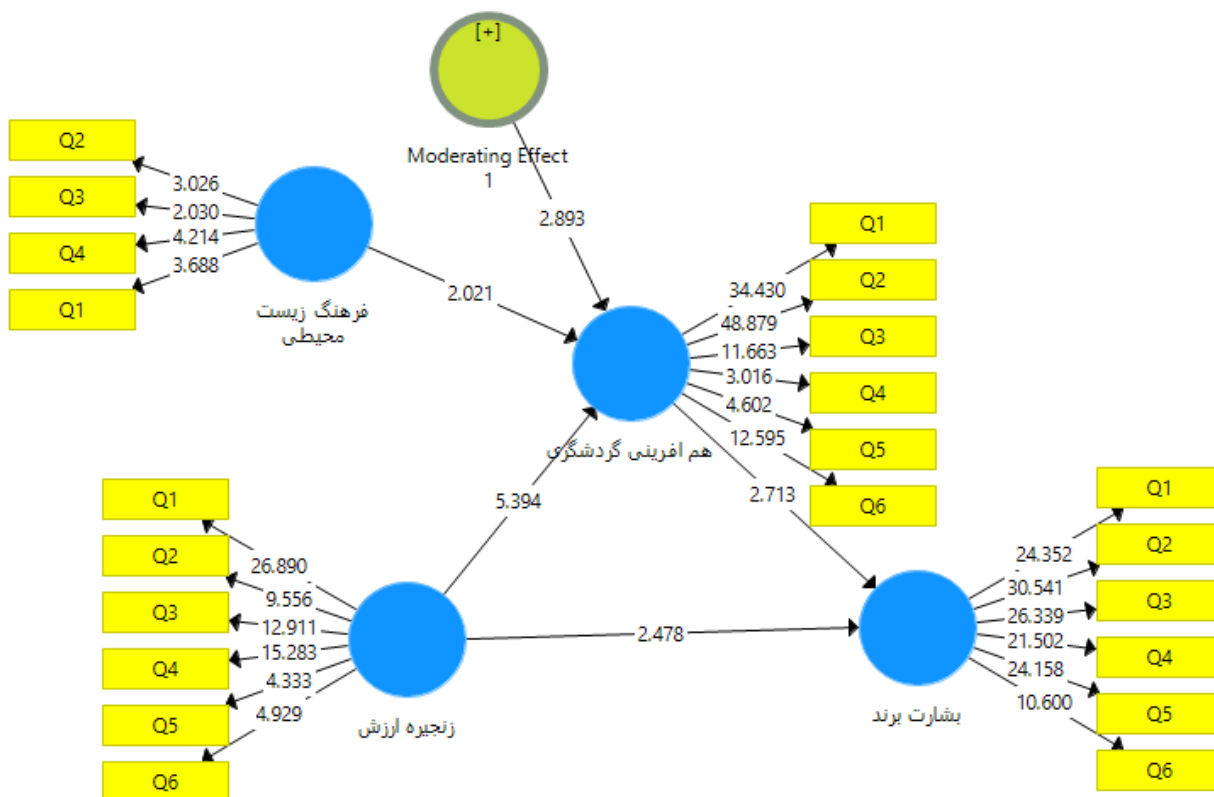 [+]
Moderating Effect
1
2.893
Q2
Q3
Q4
Q1
3.026
2.030
4.214
3.688
فرهنگ زیست
محیطی
2.021
Q1
Q2
Q3
Q4
Q5
Q6
34.430
48.879
11.663
3.016
4.602
12.595
هم افرینی گردشگری
5.394
2.713
Q1
Q2
Q3
Q4
Q5
Q6
26.890
9.556
12.911
15.283
4.333
4.929
زنجیره ارزش
2.478
Q1
Q2
Q3
Q4
Q5
Q6
24.352
30.541
26.339
21.502
24.158
10.600
بشارت برند